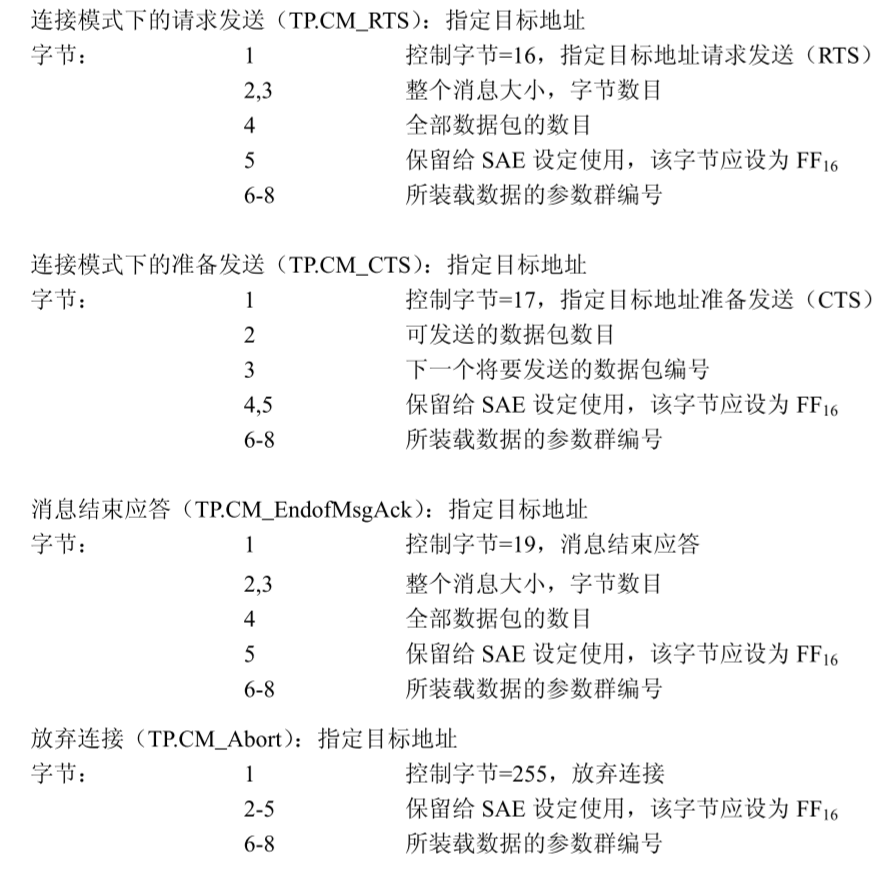 连接模式下的请求发送（TP.CM_RTS）：指定目标地址
字节： 1 控制字节=16，指定目标地址请求发送（RTS）
2,3 整个消息大小，字节数目
4 全部数据包的数目
5 保留给 SAE 设定使用，该字节应设为 FF₁₆
6-8 所装载数据的参数群编号
连接模式下的准备发送（TP.CM_CTS）：指定目标地址
字节： 1 控制字节=17，指定目标地址准备发送（CTS）
2 可发送的数据包数目
3 下一个将要发送的数据包编号
4,5 保留给 SAE 设定使用，该字节应设为 FF₁₆
6-8 所装载数据的参数群编号
消息结束应答（TP.CM_EndofMsgAck）：指定目标地址
字节： 1 控制字节=19，消息结束应答
2,3 整个消息大小，字节数目
4 全部数据包的数目
5 保留给 SAE 设定使用，该字节应设为 FF₁₆
6-8 所装载数据的参数群编号
放弃连接（TP.CM_Abort）：指定目标地址
字节： 1 控制字节=255，放弃连接
2-5 保留给 SAE 设定使用，该字节应设为 FF₁₆
6-8 所装载数据的参数群编号